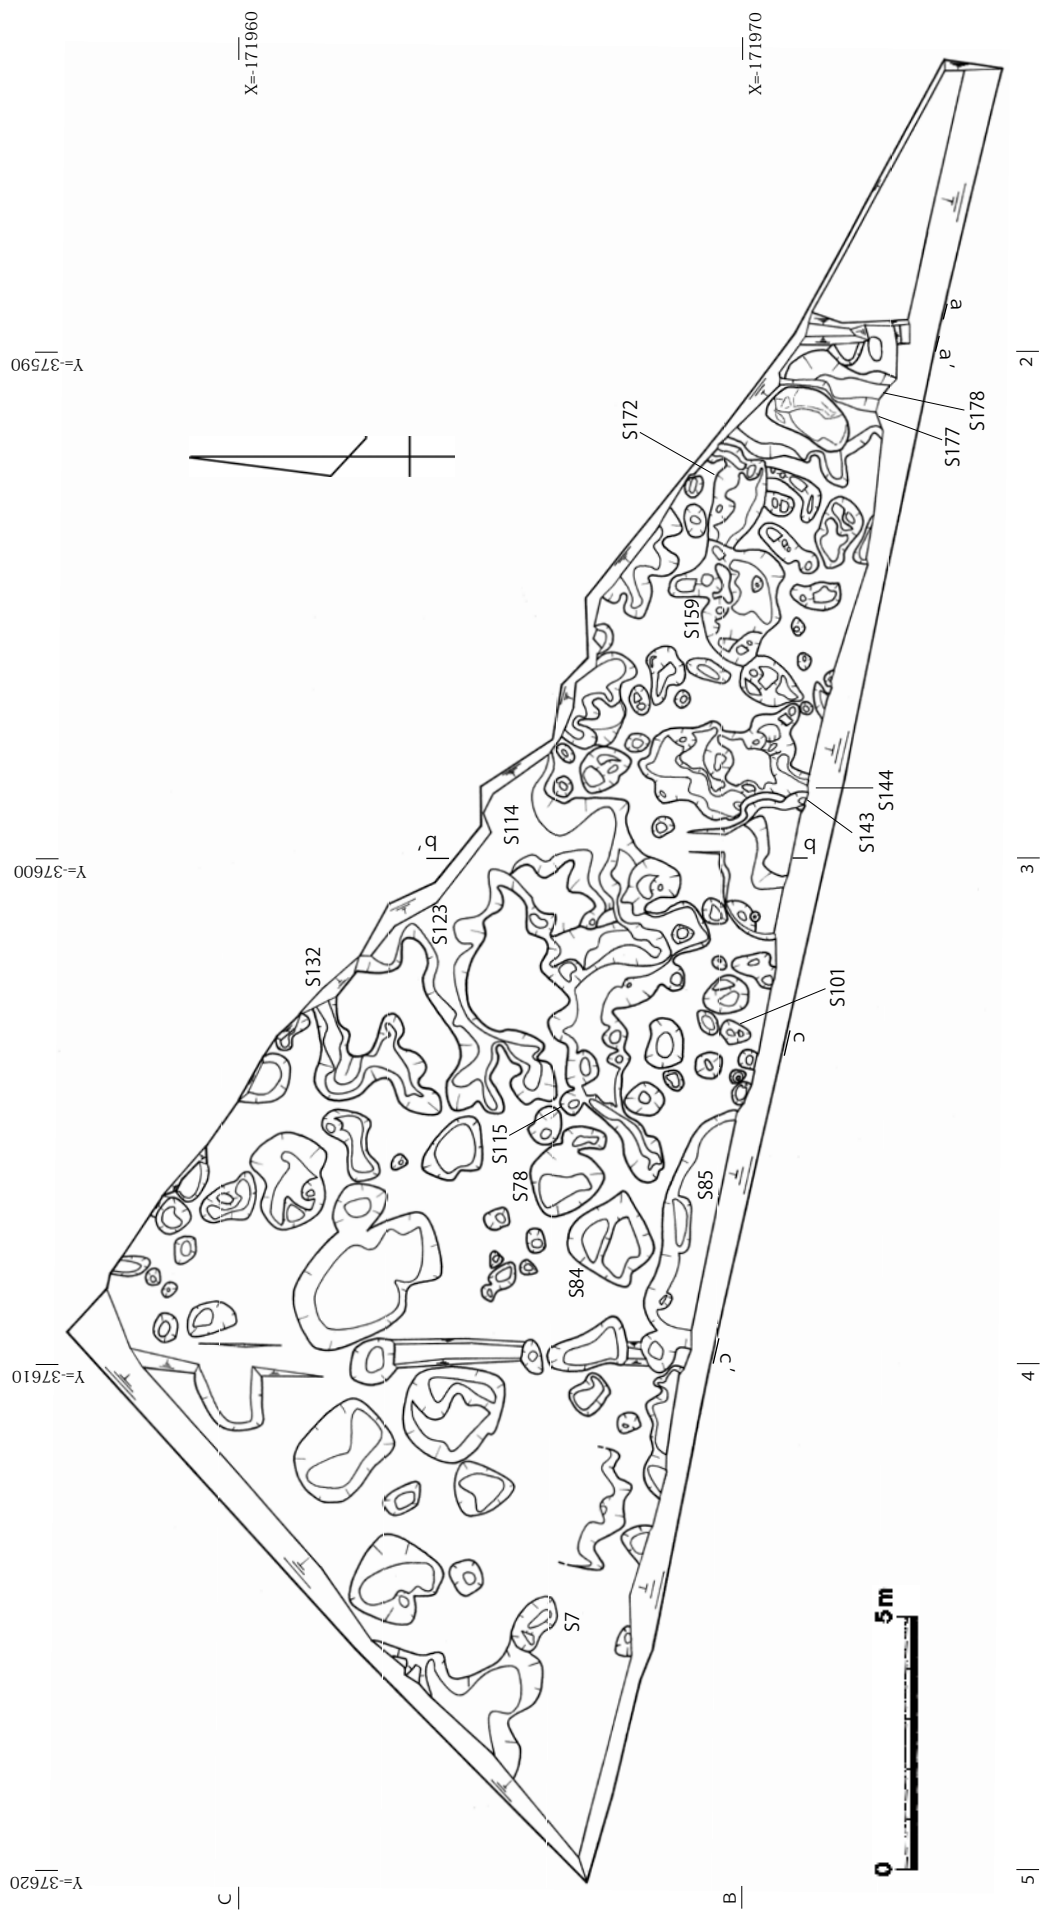 X=-171960
X=-171970
Y=-37590
2
a
a'
S172
S178
S177
S159
S144
S143
S114
b'
b
Y=-37600
3
S123
S132
S101
c
S115
S78
S85
S84
c'
Y=-37610
4
S7
5m
0
Y=-37620
5
C
B